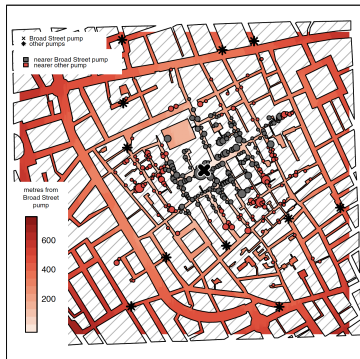 Broad Street pump
other pumps
nearer Broad Street pump
nearer other pump
metres from
Broad Street
pump
600
400
200